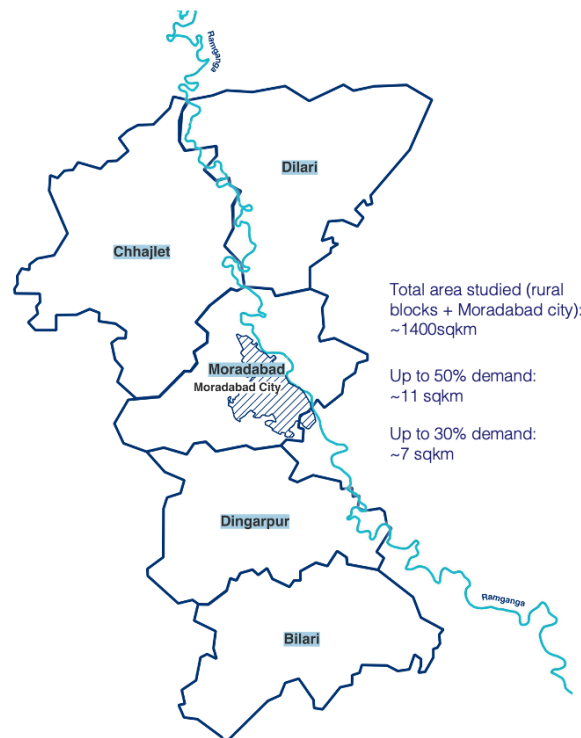 Ramganga
Dilari
Chhajlet
Total area studied (rural
blocks + Moradabad city):
~1400sqkm
Moradabad
Moradabad City
Up to 50% demand:
~11 sqkm
Up to 30% demand:
~7 sqkm
Dingarpur
Ramganga
Bilari